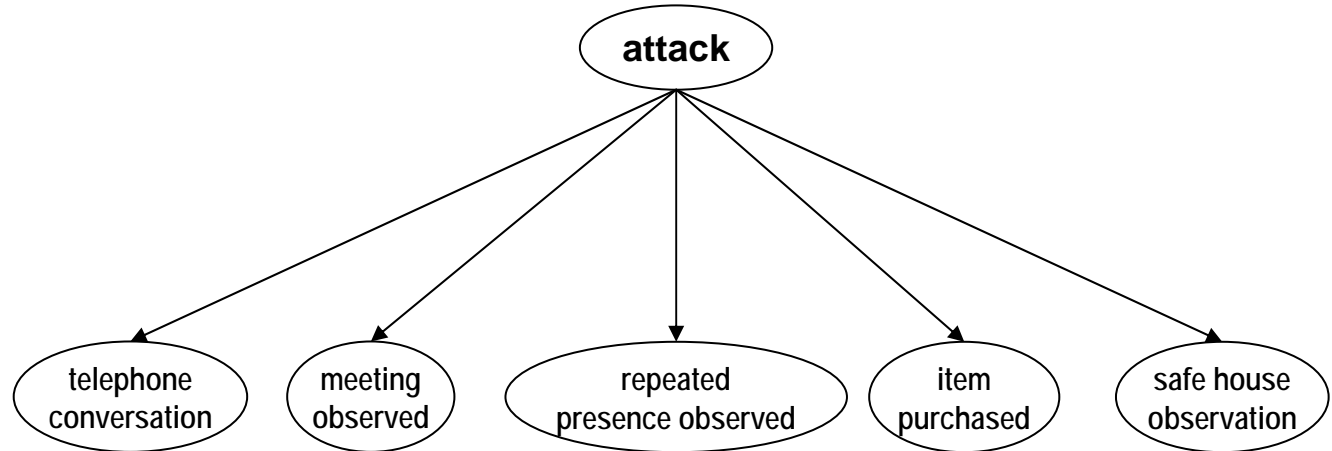 attack
telephone
conversation
meeting
observed
repeated
presence observed
item
purchased
safe house
observation